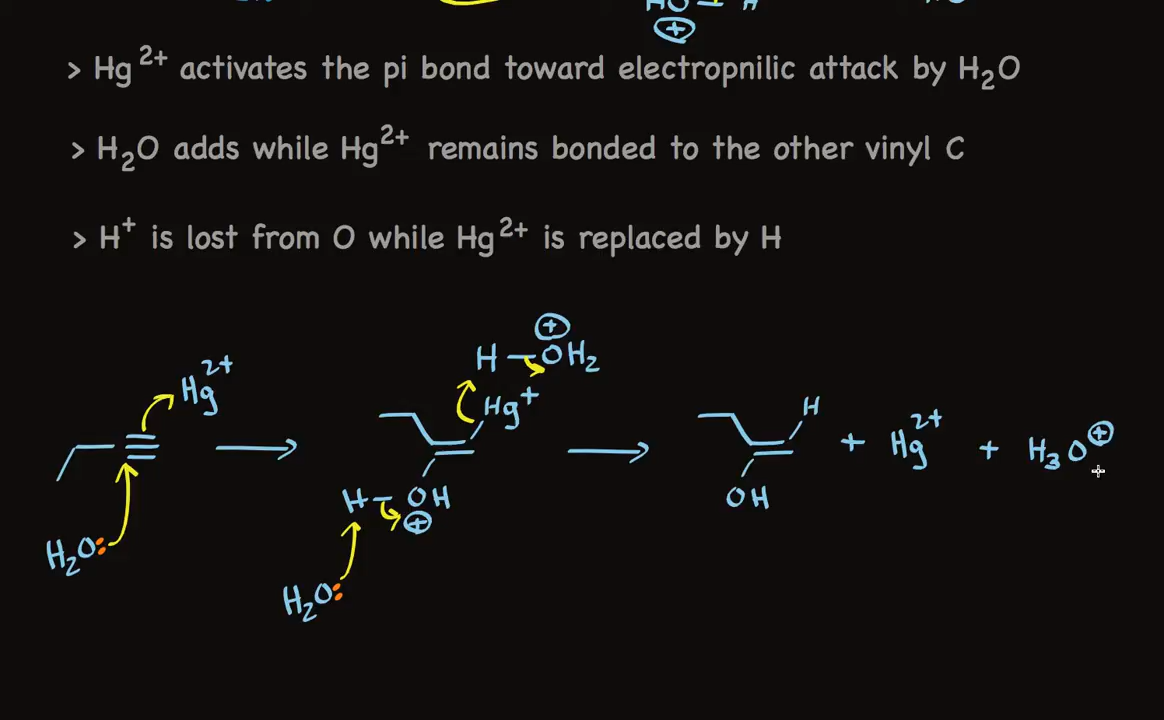 HO H
⊕
> Hg²⁺ activates the pi bond toward electropnilic attack by H₂O
> H₂O adds while Hg²⁺ remains bonded to the other vinyl C
> H⁺ is lost from O while Hg²⁺ is replaced by H
H OH₂ ⊕
Hg²⁺
Hg⁺
H
+ Hg²⁺ + H₃O⊕
H OH ⊕
OH
H₂O:
H₂O: